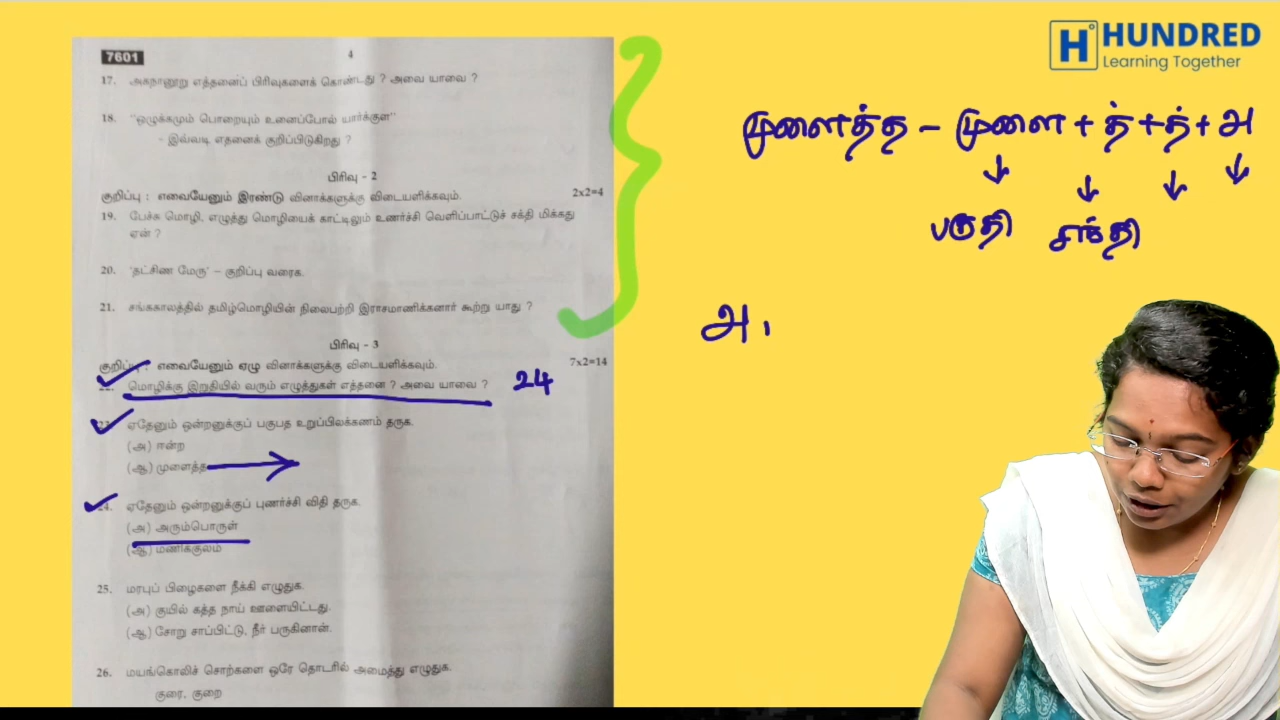 HUNDRED
Learning Together
7601
4
17. அகநானூறு எத்தனைப் பிரிவுகளைக் கொண்டது ? அவை யாவை ?
18. "ஒழுக்கமும் பொறையும் உனைப்போல் யார்க்குள"
- இவ்வடி எதனைக் குறிப்பிடுகிறது ?
பிரிவு - 2
குறிப்பு : எவையேனும் இரண்டு வினாக்களுக்கு விடையளிக்கவும். 2x2=4
19. பேச்சு மொழி, எழுத்து மொழியைக் காட்டிலும் உணர்ச்சி வெளிப்பாட்டுச் சக்தி மிக்கது
ஏன் ?
20. 'தட்சிண மேரு' – குறிப்பு வரைக.
21. சங்ககாலத்தில் தமிழ்மொழியின் நிலைபற்றி இராசமாணிக்கனார் கூற்று யாது ?
பிரிவு - 3
குறிப்பு : எவையேனும் ஏழு வினாக்களுக்கு விடையளிக்கவும். 7x2=14
மொழிக்கு இறுதியில் வரும் எழுத்துகள் எத்தனை ? அவை யாவை ? 24
23. ஏதேனும் ஒன்றனுக்குப் பகுபத உறுப்பிலக்கணம் தருக.
(அ) ஈன்ற
(ஆ) முளைத்த
24. ஏதேனும் ஒன்றனுக்குப் புணர்ச்சி விதி தருக.
(அ) அரும்பொருள்
(ஆ) மணிக்குலம்
25. மரபுப் பிழைகளை நீக்கி எழுதுக.
(அ) குயில் கத்த நாய் ஊளையிட்டது.
(ஆ) சோறு சாப்பிட்டு, நீர் பருகினான்.
26. மயங்கொலிச் சொற்களை ஒரே தொடரில் அமைத்து எழுதுக.
குரை, குறை
முளைத்த – முளை + த் + த் + அ
பகுதி சந்தி
அ.